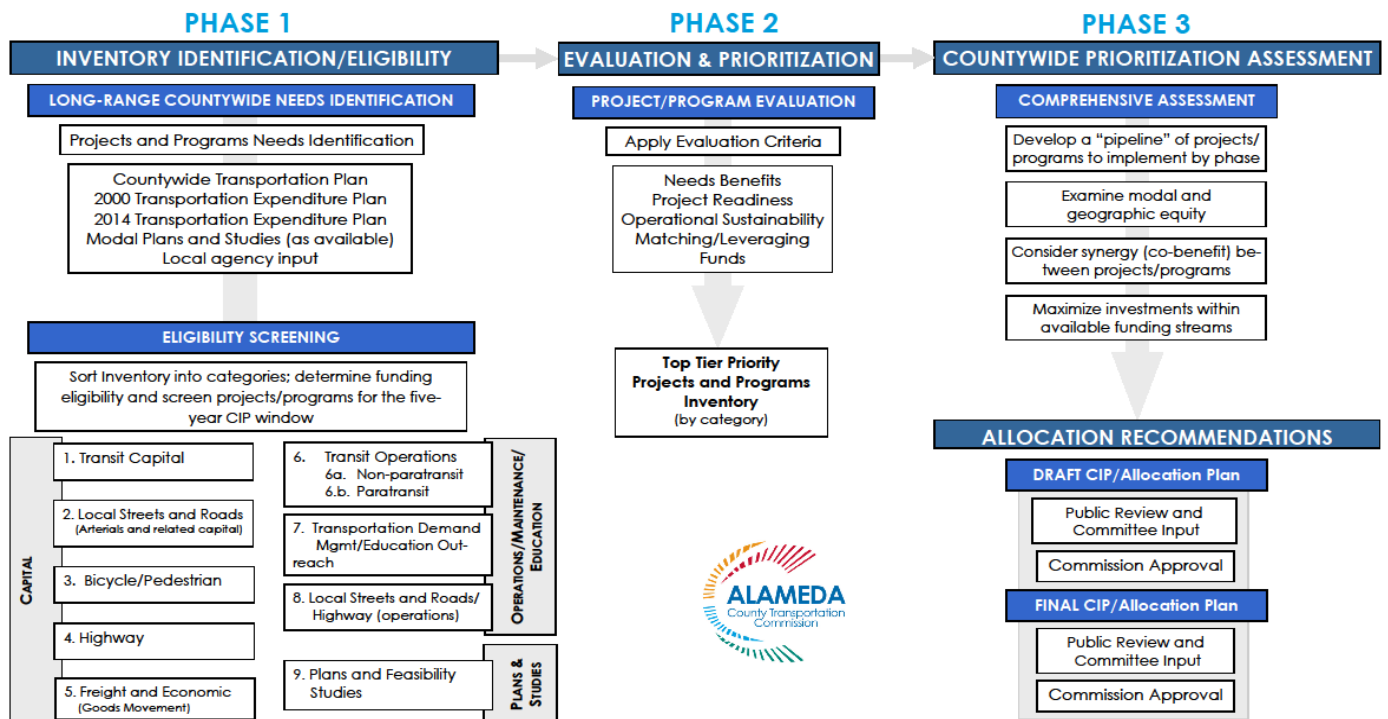 PHASE 1
INVENTORY IDENTIFICATION/ELIGIBILITY
LONG-RANGE COUNTYWIDE NEEDS IDENTIFICATION
Projects and Programs Needs Identification
Countywide Transportation Plan
2000 Transportation Expenditure Plan
2014 Transportation Expenditure Plan
Modal Plans and Studies (as available)
Local agency input
ELIGIBILITY SCREENING
Sort Inventory into categories; determine funding
eligibility and screen projects/programs for the five-
year CIP window
CAPITAL
1. Transit Capital
2. Local Streets and Roads
(Arterials and related capital)
3. Bicycle/Pedestrian
4. Highway
5. Freight and Economic
(Goods Movement)
6. Transit Operations
6a. Non-paratransit
6.b. Paratransit
7. Transportation Demand
Mgmt/Education Out-
reach
8. Local Streets and Roads/
Highway (operations)
OPERATIONS/MAINTENANCE/
EDUCATION
9. Plans and Feasibility
Studies
PLANS &
STUDIES
PHASE 2
EVALUATION & PRIORITIZATION
PROJECT/PROGRAM EVALUATION
Apply Evaluation Criteria
Needs Benefits
Project Readiness
Operational Sustainability
Matching/Leveraging
Funds
Top Tier Priority
Projects and Programs
Inventory
(by category)
ALAMEDA
County Transportation
Commission
PHASE 3
COUNTYWIDE PRIORITIZATION ASSESSMENT
COMPREHENSIVE ASSESSMENT
Develop a “pipeline” of projects/
programs to implement by phase
Examine modal and
geographic equity
Consider synergy (co-benefit) be-
tween projects/programs
Maximize investments within
available funding streams
ALLOCATION RECOMMENDATIONS
DRAFT CIP/Allocation Plan
Public Review and
Committee Input
Commission Approval
FINAL CIP/Allocation Plan
Public Review and
Committee Input
Commission Approval